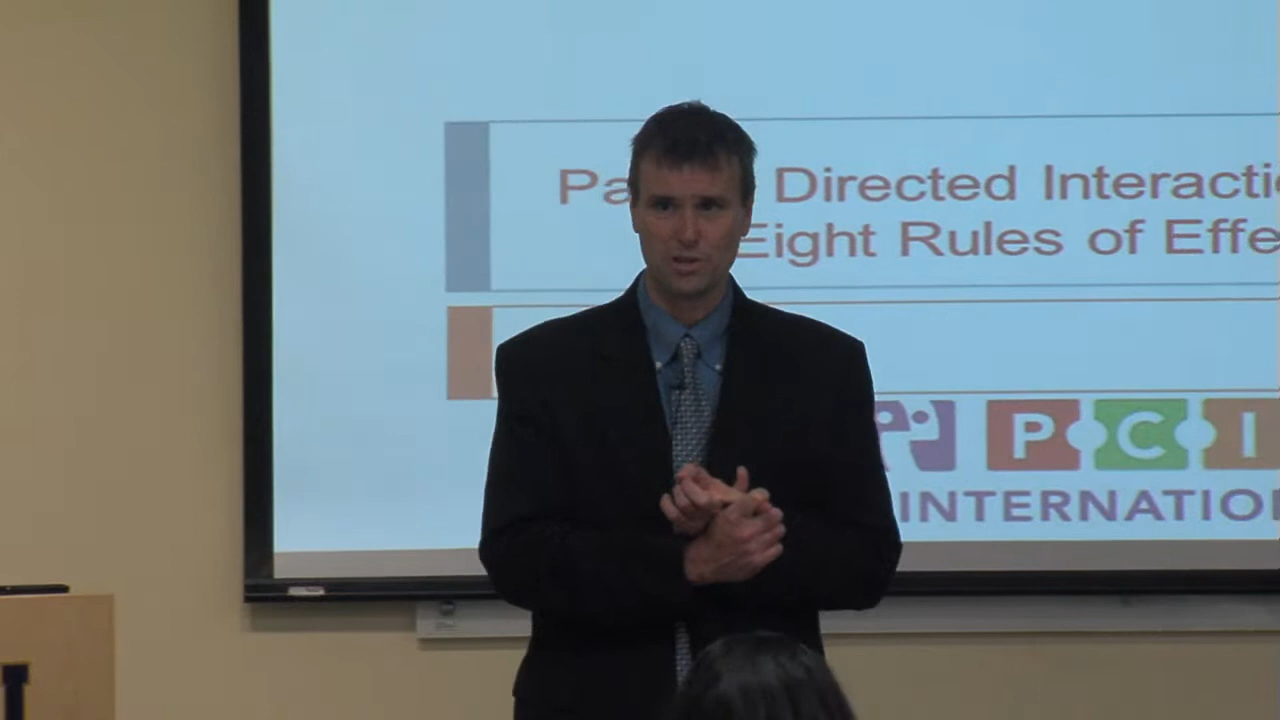 Pa Directed Interacti
Eight Rules of Effe
PCI
INTERNATIO